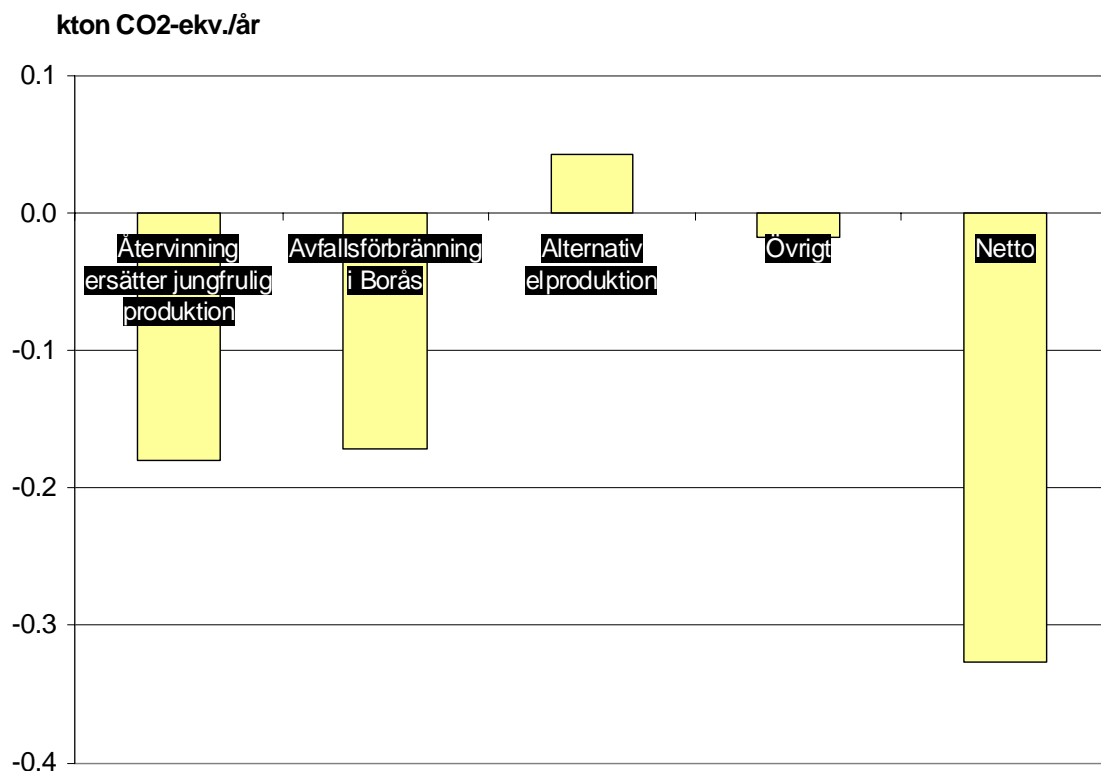 kton CO2-ekv./år
0.1
0.0
Återvinning
ersätter jungfrulig
produktion
Avfallsförbränning
i Borås
Alternativ
elproduktion
Övrigt
Netto
-0.1
-0.2
-0.3
-0.4